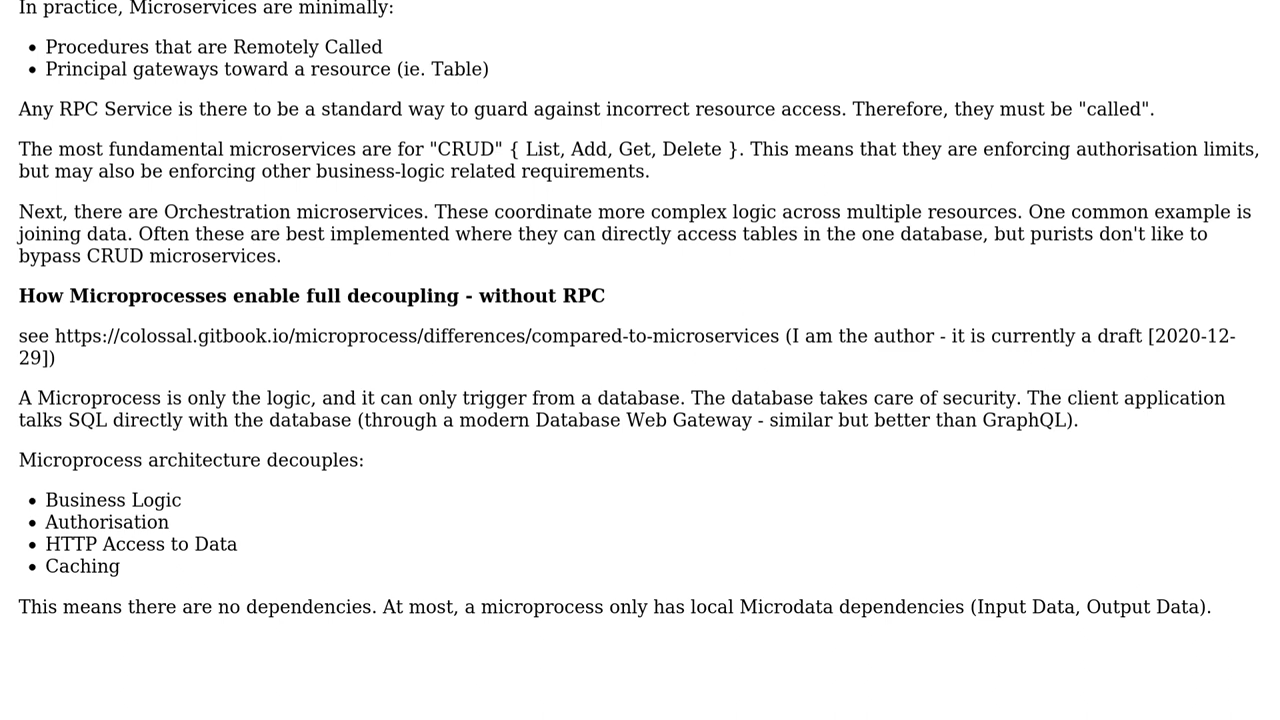 In practice, Microservices are minimally:
• Procedures that are Remotely Called
• Principal gateways toward a resource (ie. Table)
Any RPC Service is there to be a standard way to guard against incorrect resource access. Therefore, they must be "called".
The most fundamental microservices are for "CRUD" { List, Add, Get, Delete }. This means that they are enforcing authorisation limits,
but may also be enforcing other business-logic related requirements.
Next, there are Orchestration microservices. These coordinate more complex logic across multiple resources. One common example is
joining data. Often these are best implemented where they can directly access tables in the one database, but purists don't like to
bypass CRUD microservices.
How Microprocesses enable full decoupling - without RPC
see https://colossal.gitbook.io/microprocess/differences/compared-to-microservices (I am the author - it is currently a draft [2020-12-
29])
A Microprocess is only the logic, and it can only trigger from a database. The database takes care of security. The client application
talks SQL directly with the database (through a modern Database Web Gateway - similar but better than GraphQL).
Microprocess architecture decouples:
• Business Logic
• Authorisation
• HTTP Access to Data
• Caching
This means there are no dependencies. At most, a microprocess only has local Microdata dependencies (Input Data, Output Data).